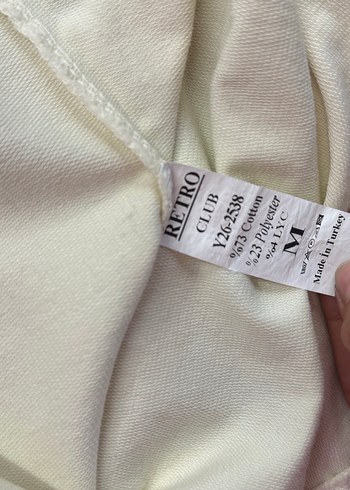 RETRO
CLUB
Y26-2538
%73 Cotton
%23 Polyester
%4 LYC
M
Made in Turkey